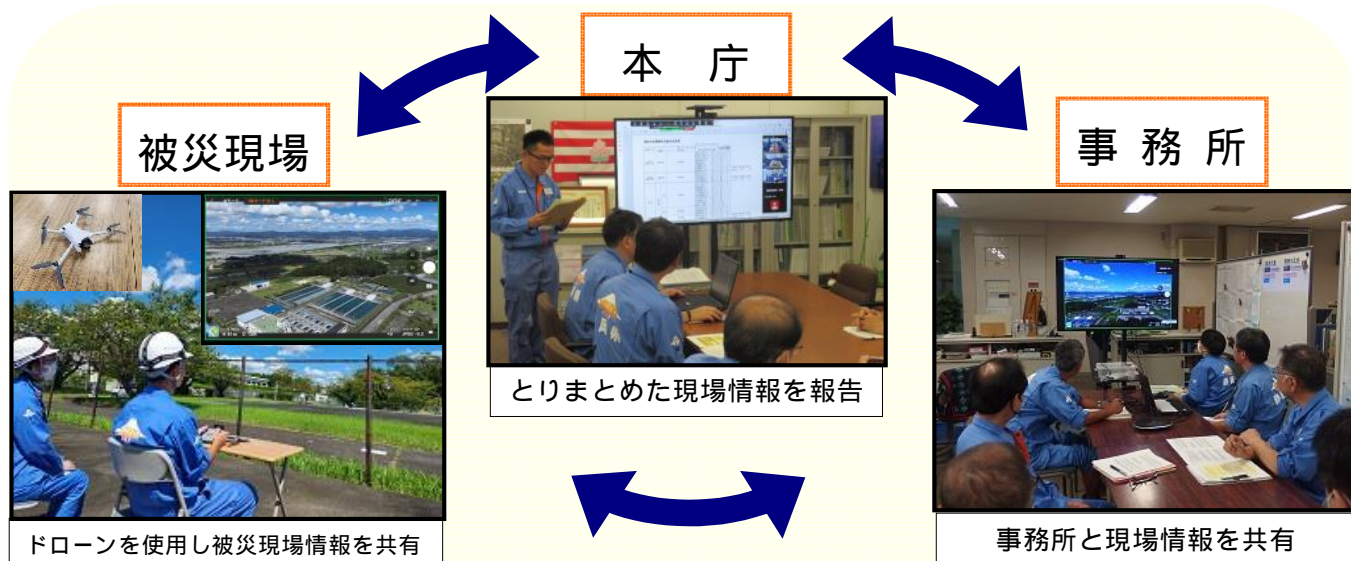 本 庁
被災現場
事 務 所
とりまとめた現場情報を報告
ドローンを使用し被災現場情報を共有
事務所と現場情報を共有